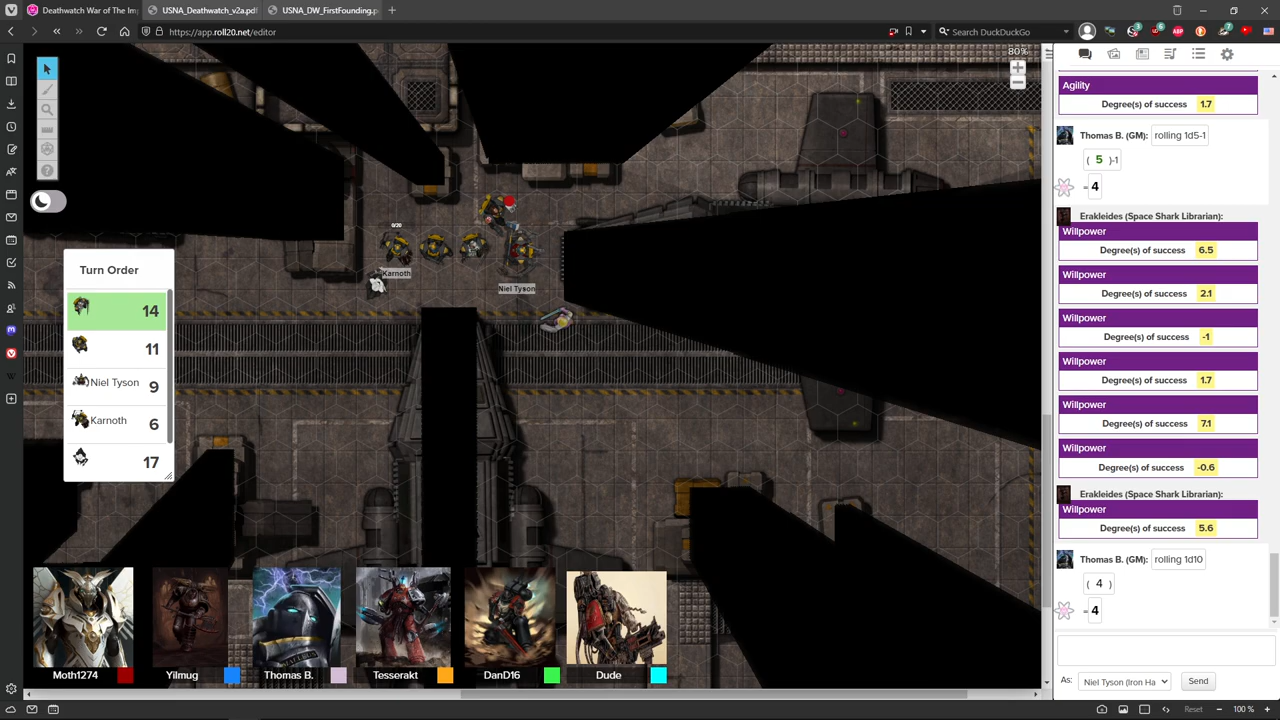 Deathwatch War of The Im
USNA_Deathwatch_v2a.pdf
USNA_DW_FirstFounding.p
https://app.roll20.net/editor
Search DuckDuckGo
80%
Agility
Degree(s) of success 1.7
Thomas B. (GM): rolling 1d5-1
( 5 )-1
= 4
Erakleides (Space Shark Librarian):
Willpower
Degree(s) of success 6.5
Willpower
Degree(s) of success 2.1
Willpower
Degree(s) of success -1
Willpower
Degree(s) of success 1.7
Willpower
Degree(s) of success 7.1
Willpower
Degree(s) of success -0.6
Erakleides (Space Shark Librarian):
Willpower
Degree(s) of success 5.6
Thomas B. (GM): rolling 1d10
( 4 )
= 4
As: Niel Tyson (Iron Ha
Send
Karnoth
Niel Tyson
Turn Order
14
11
Niel Tyson 9
Karnoth 6
17
Moth1274
Yilmug
Thomas B.
Tesserakt
DanD16
Dude
Reset
100 %